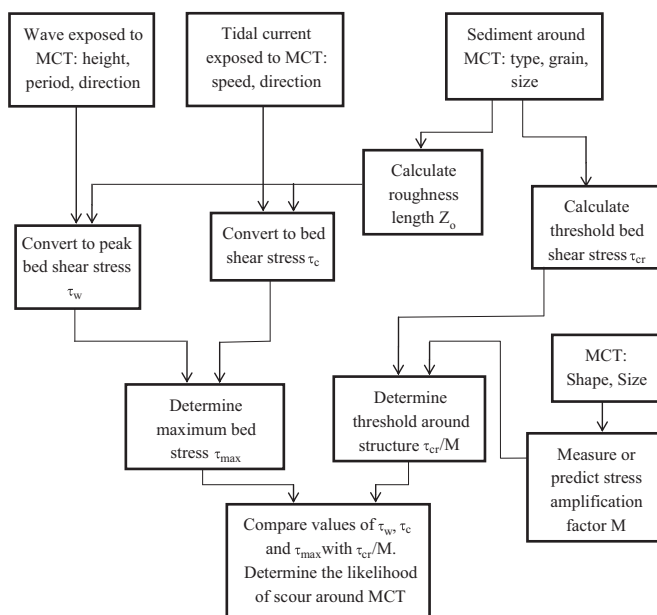 Wave exposed to
MCT: height,
period, direction
Tidal current
exposed to MCT:
speed, direction
Sediment around
MCT: type, grain,
size
Calculate
roughness
length Zo
Convert to peak
bed shear stress
τw
Convert to bed
shear stress τc
Calculate
threshold bed
shear stress τcr
MCT:
Shape, Size
Determine
maximum bed
stress τmax
Determine
threshold around
structure τcr/M
Measure or
predict stress
amplification
factor M
Compare values of τw, τc
and τmax with τcr/M.
Determine the likelihood
of scour around MCT